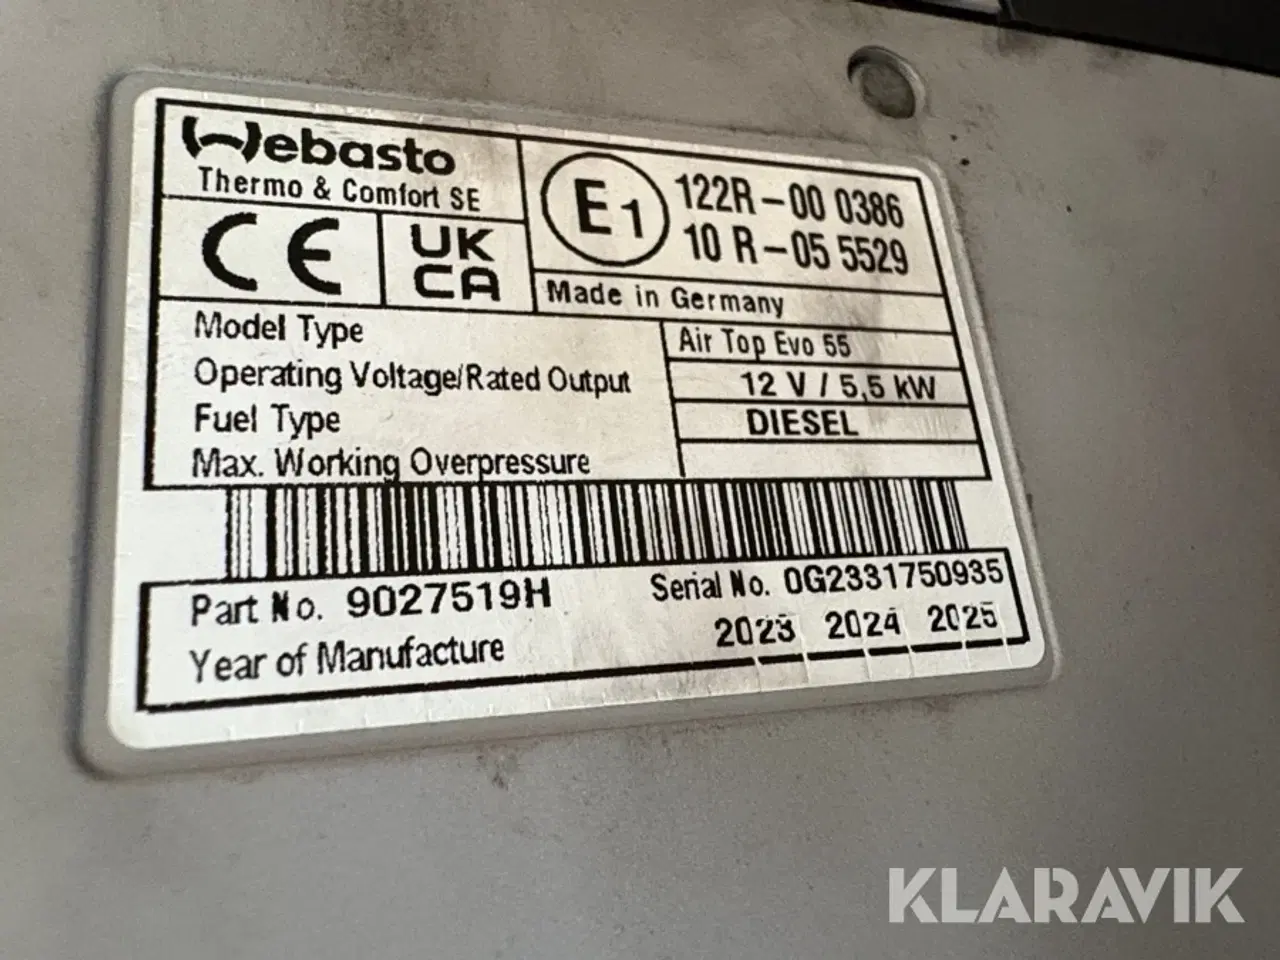 Webasto
Thermo & Comfort SE
CE
UK
CA
E1
122R-00 0386
10 R-05 5529
Made in Germany
Model Type Air Top Evo 55
Operating Voltage/Rated Output 12 V / 5,5 kW
Fuel Type DIESEL
Max. Working Overpressure
Part No. 9027519H Serial No. 0G2331750935
Year of Manufacture 2023 2024 2025
KLARAVIK